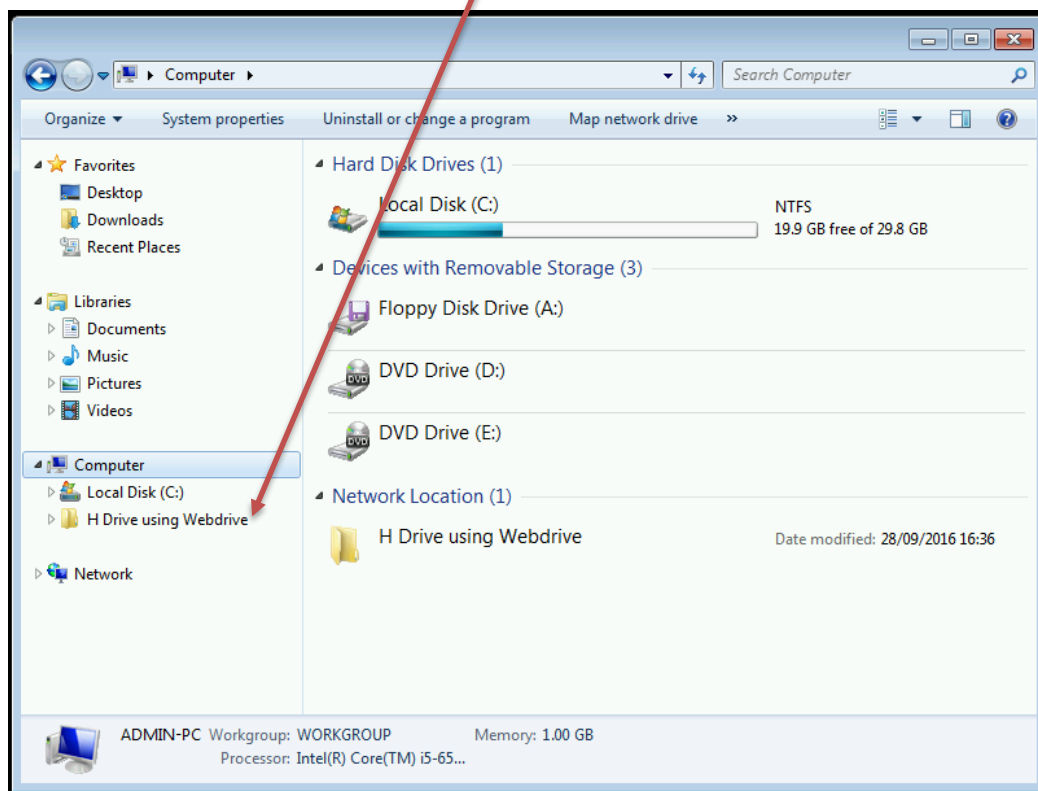 Computer
Search Computer
Organize
System properties
Uninstall or change a program
Map network drive
»
Favorites
Desktop
Downloads
Recent Places
Libraries
Documents
Music
Pictures
Videos
Computer
Local Disk (C:)
H Drive using Webdrive
Network
Hard Disk Drives (1)
Local Disk (C:)
NTFS
19.9 GB free of 29.8 GB
Devices with Removable Storage (3)
Floppy Disk Drive (A:)
DVD Drive (D:)
DVD Drive (E:)
Network Location (1)
H Drive using Webdrive
Date modified: 28/09/2016 16:36
ADMIN-PC Workgroup: WORKGROUP Memory: 1.00 GB
Processor: Intel(R) Core(TM) i5-65...